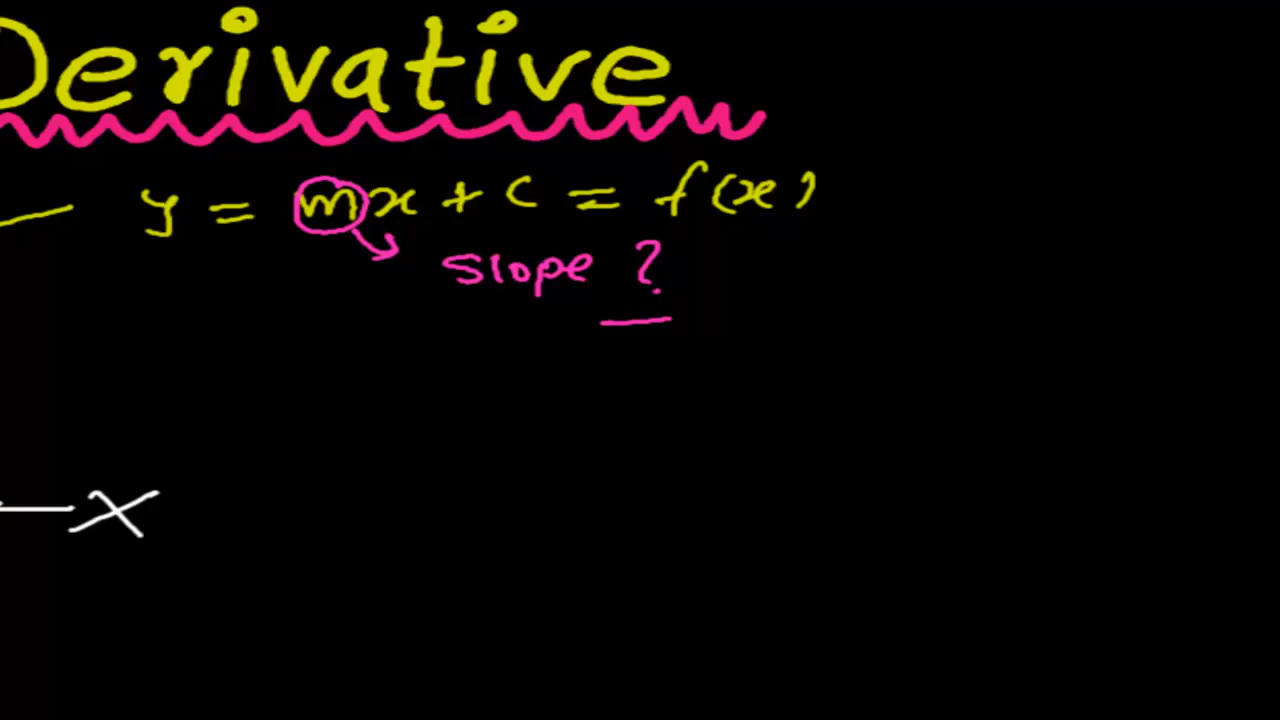 Derivative
y = mx + c = f(x)
slope ?
X